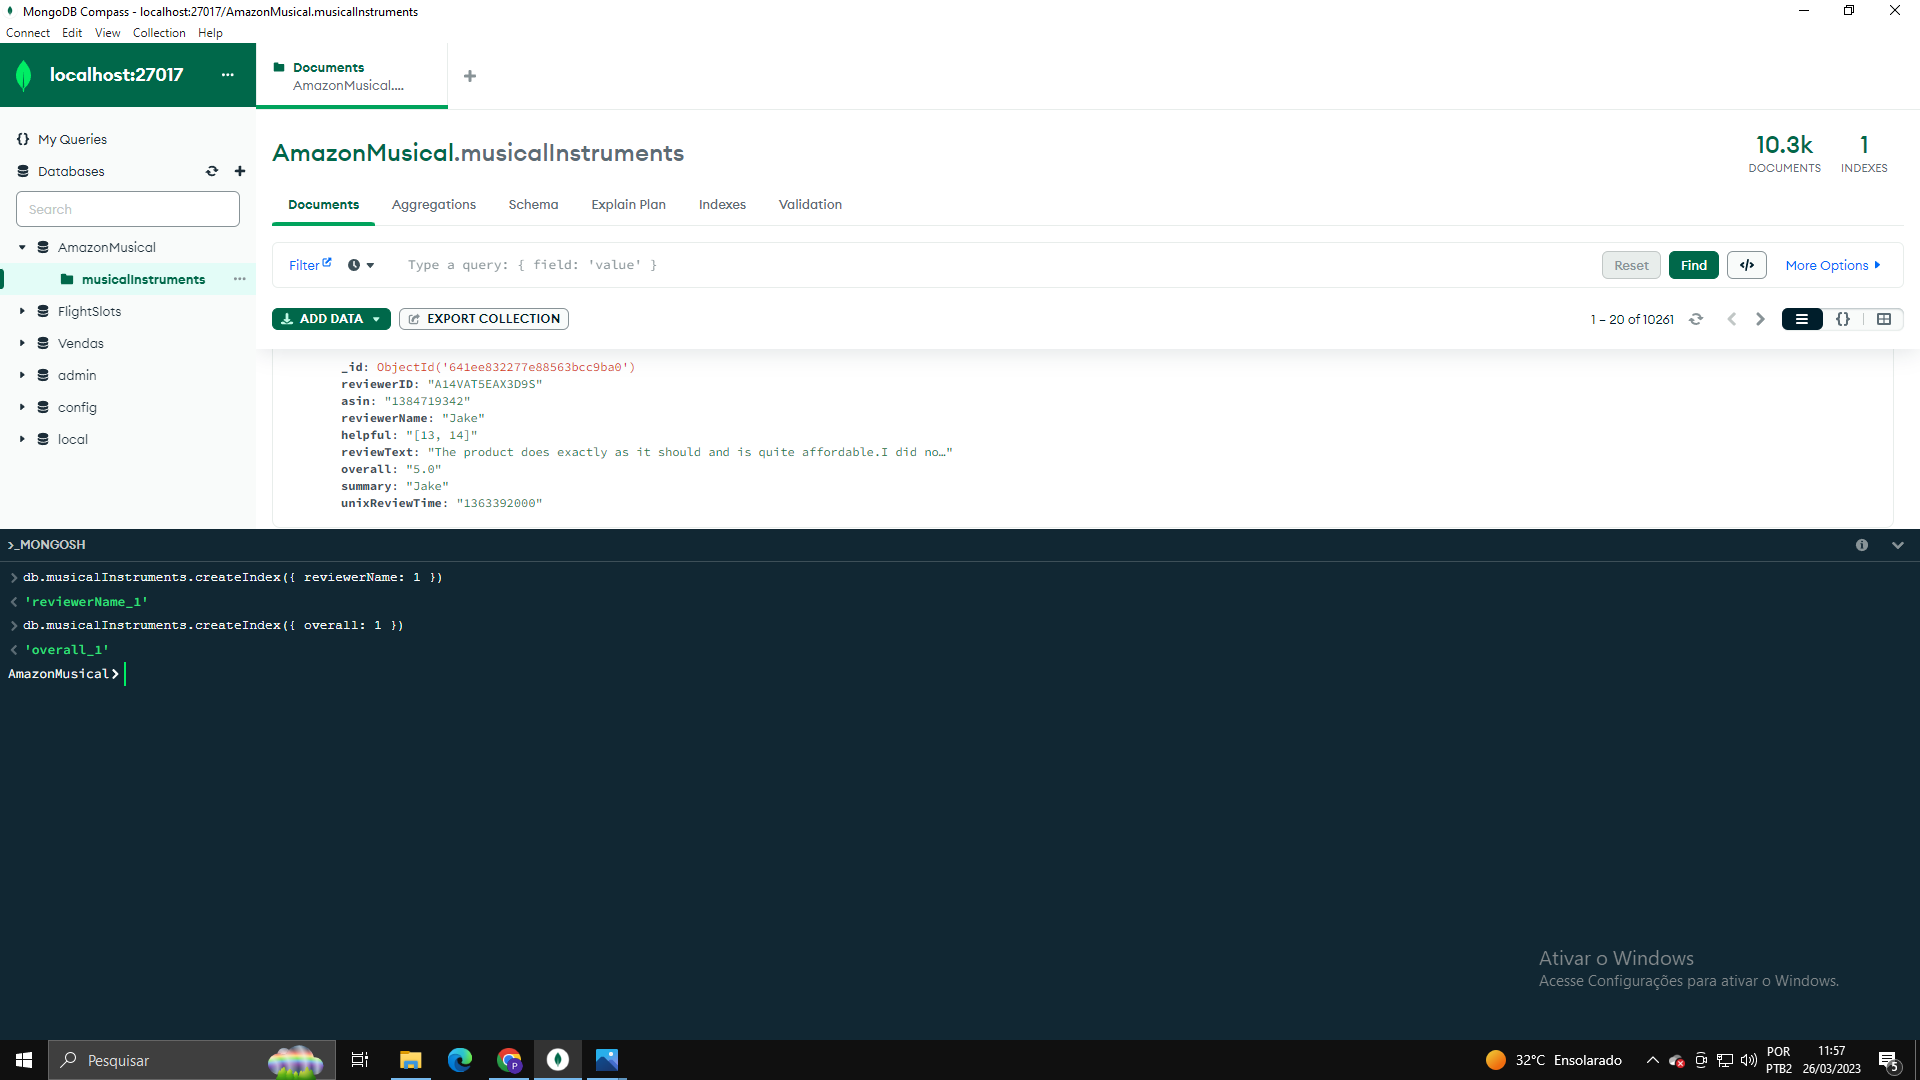 MongoDB Compass - localhost:27017/AmazonMusical.musicalInstruments
Connect Edit View Collection Help
localhost:27017 ...
Documents
AmazonMusical....
My Queries
Databases
Search
AmazonMusical
musicalInstruments ...
FlightSlots
Vendas
admin
config
local
AmazonMusical.musicalInstruments
10.3k
DOCUMENTS
1
INDEXES
Documents Aggregations Schema Explain Plan Indexes Validation
Filter Type a query: { field: 'value' } Reset Find </> More Options
ADD DATA EXPORT COLLECTION 1 – 20 of 10261 {}
_id: ObjectId('641ee832277e88563bcc9ba0')
reviewerID: "A14VAT5EAX3D9S"
asin: "1384719342"
reviewerName: "Jake"
helpful: "[13, 14]"
reviewText: "The product does exactly as it should and is quite affordable.I did no…"
overall: "5.0"
summary: "Jake"
unixReviewTime: "1363392000"
>_MONGOSH
> db.musicalInstruments.createIndex({ reviewerName: 1 })
< 'reviewerName_1'
> db.musicalInstruments.createIndex({ overall: 1 })
< 'overall_1'
AmazonMusical>
Ativar o Windows
Acesse Configurações para ativar o Windows.
Pesquisar
P
32°C Ensolarado
POR
PTB2
11:57
26/03/2023
5